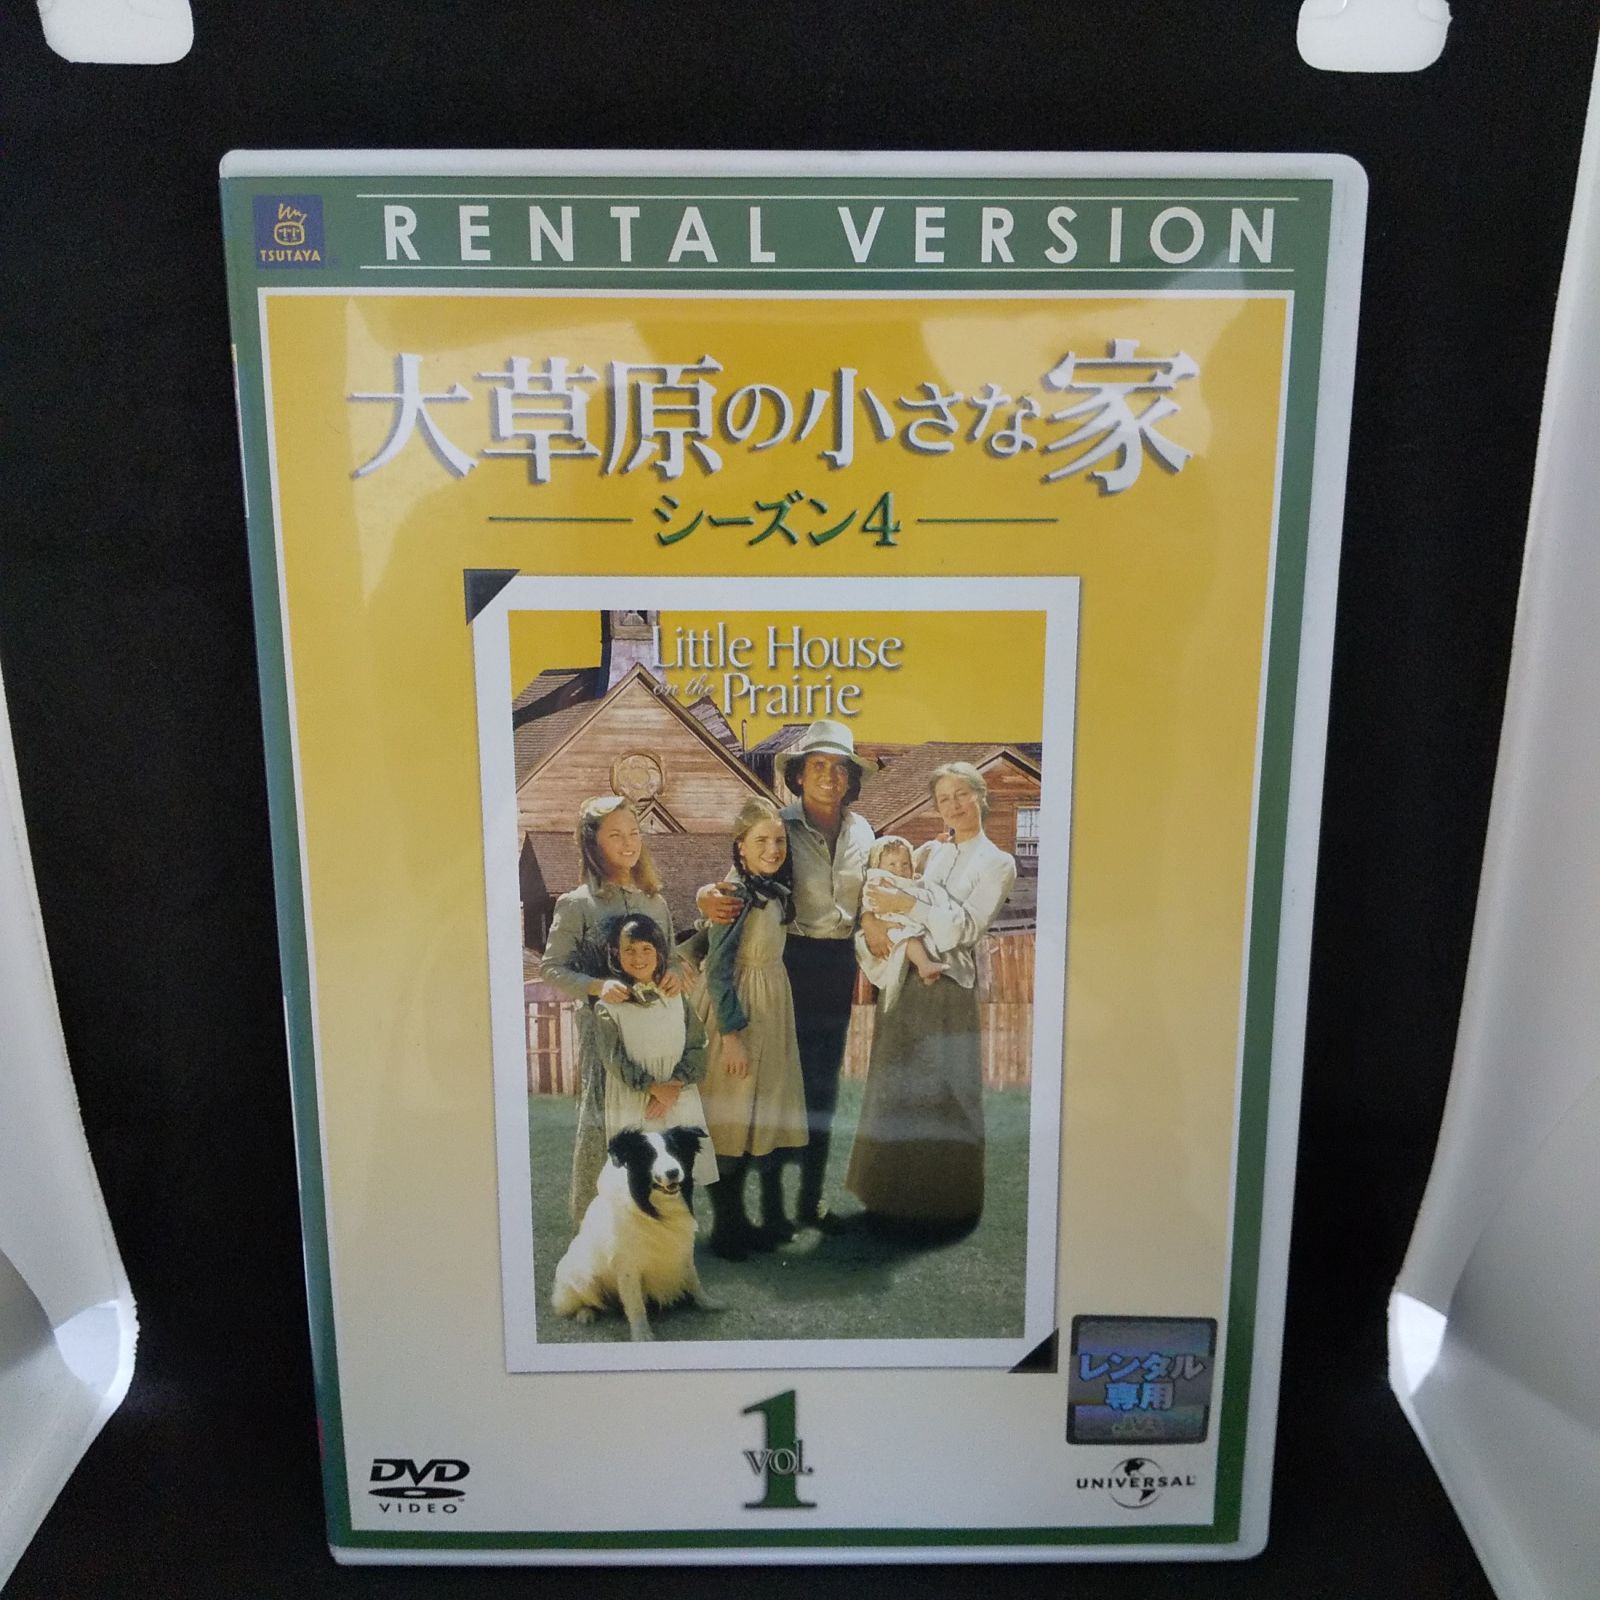 TSUTAYA
RENTAL VERSION
大草原の小さな家
シーズン4
Little House
on the Prairie
レンタル
専用
JVA
1
vol.
DVD
VIDEO
UNIVERSAL